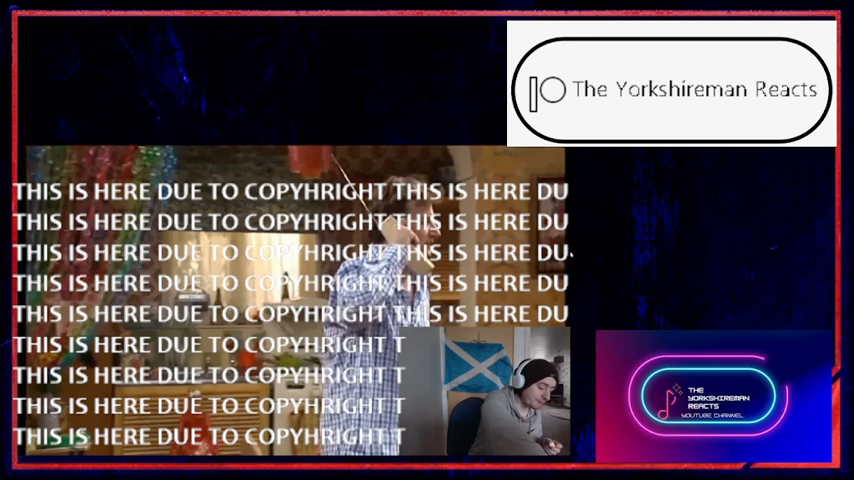 The Yorkshireman Reacts
THIS IS HERE DUE TO COPYHRIGHT THIS IS HERE DU
THIS IS HERE DUE TO COPYHRIGHT THIS IS HERE DU
THIS IS HERE DUE TO COPYHRIGHT THIS IS HERE DU
THIS IS HERE DUE TO COPYHRIGHT THIS IS HERE DU
THIS IS HERE DUE TO COPYHRIGHT THIS IS HERE DU
THIS IS HERE DUE TO COPYHRIGHT T
THIS IS HERE DUE TO COPYHRIGHT T
THIS IS HERE DUE TO COPYHRIGHT T
THIS IS HERE DUE TO COPYHRIGHT T
THE
YORKSHIREMAN
REACTS
YOUTUBE CHANNEL